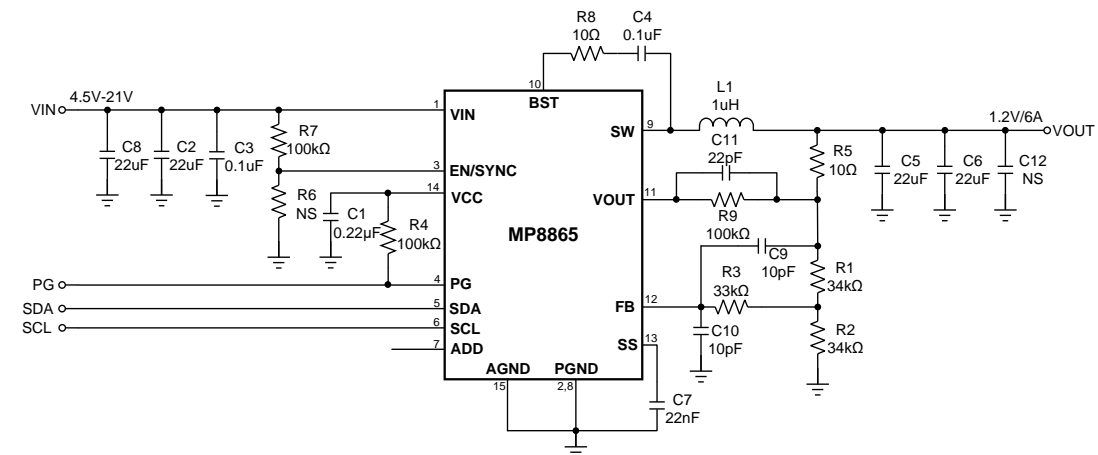 R8
10Ω
C4
0.1uF
10
BST
VIN
4.5V-21V
1
VIN
C8
22uF
C2
22uF
C3
0.1uF
R7
100kΩ
3
EN/SYNC
R6
NS
14
VCC
C1
0.22µF
R4
100kΩ
MP8865
PG
4
PG
SDA
5
SDA
SCL
6
SCL
7
ADD
AGND
15
PGND
2,8
SW
9
L1
1uH
C11
22pF
VOUT
11
R9
100kΩ
R5
10Ω
C5
22uF
C6
22uF
C12
NS
1.2V/6A
VOUT
C9
10pF
R3
33kΩ
R1
34kΩ
FB
12
C10
10pF
R2
34kΩ
SS
13
C7
22nF